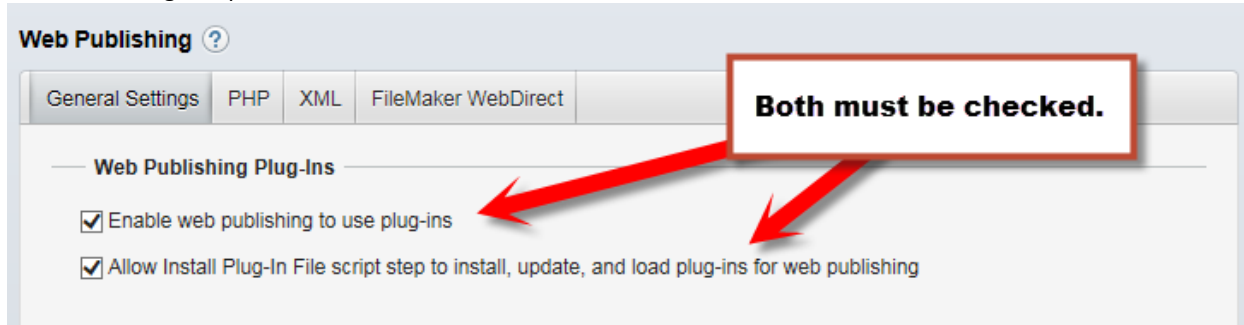 Web Publishing ?
General Settings PHP XML FileMaker WebDirect
Both must be checked.
Web Publishing Plug-Ins
Enable web publishing to use plug-ins
Allow Install Plug-In File script step to install, update, and load plug-ins for web publishing